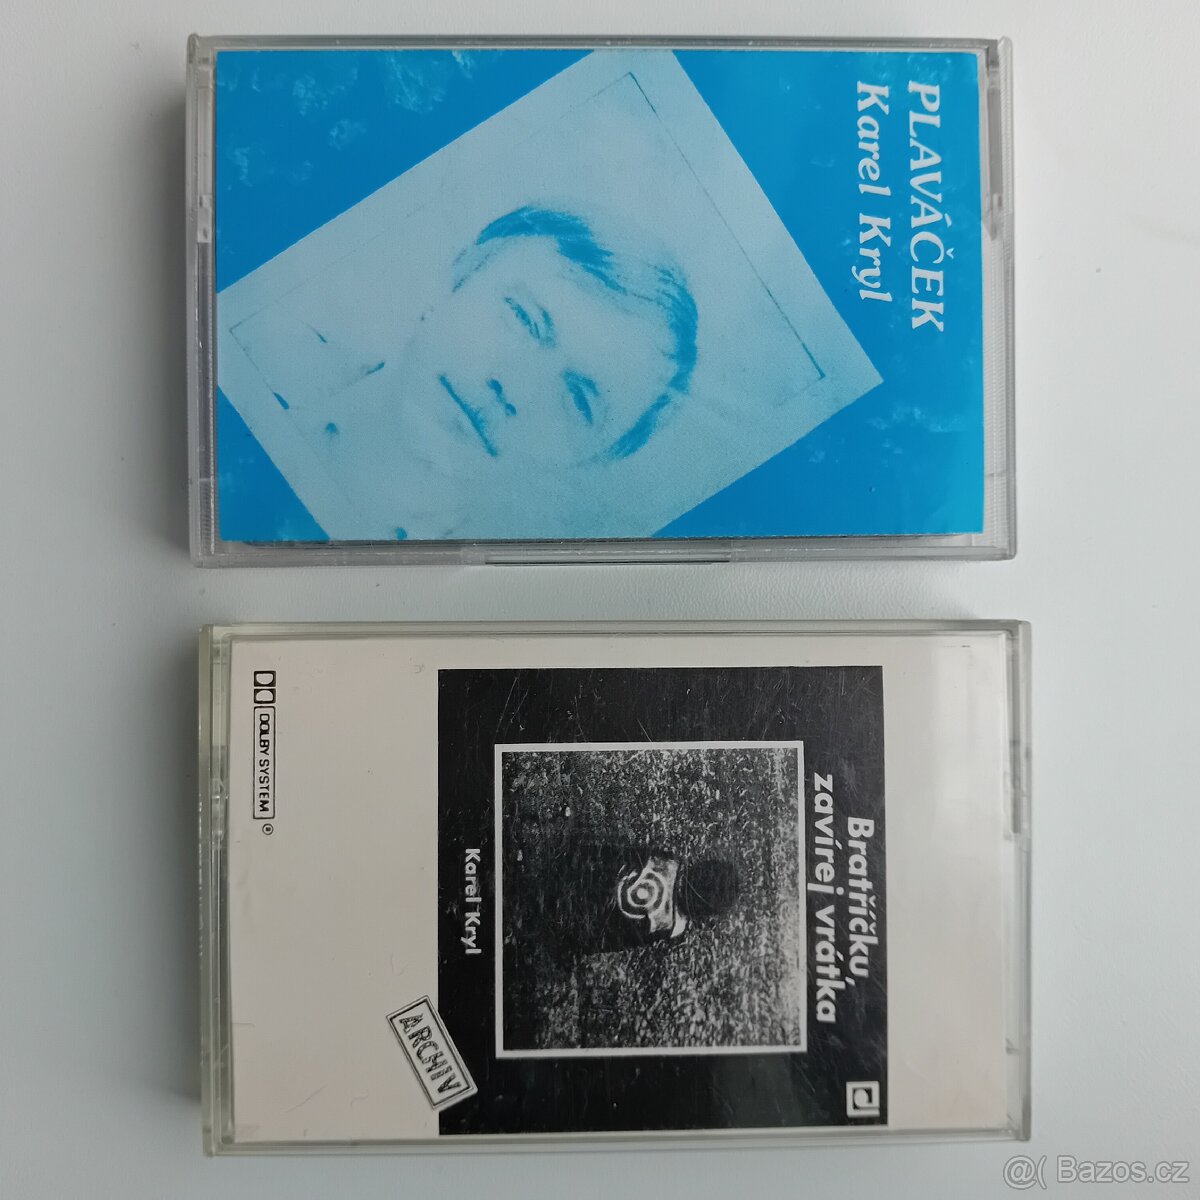 PLAVÁČEK
Karel Kryl
Bratříčku,
zavírej vrátka
Karel Kryl
ARCHIV
DOLBY SYSTEM ®
@( Bazos.cz